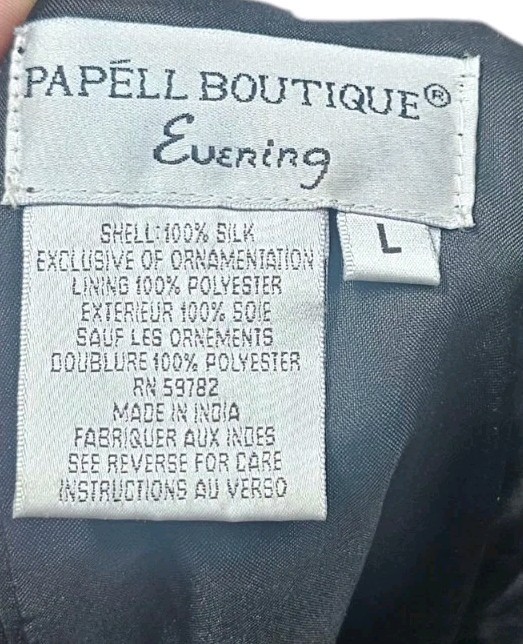 PAPÉLL BOUTIQUE®
Evening
L
SHELL:100% SILK
EXCLUSIVE OF ORNAMENTATION
LINING 100% POLYESTER
EXTERIEUR 100% SOIE
SAUF LES ORNEMENTS
DOUBLURE 100% POLYESTER
RN 59782
MADE IN INDIA
FABRIQUER AUX INDES
SEE REVERSE FOR CARE
INSTRUCTIONS AU VERSO